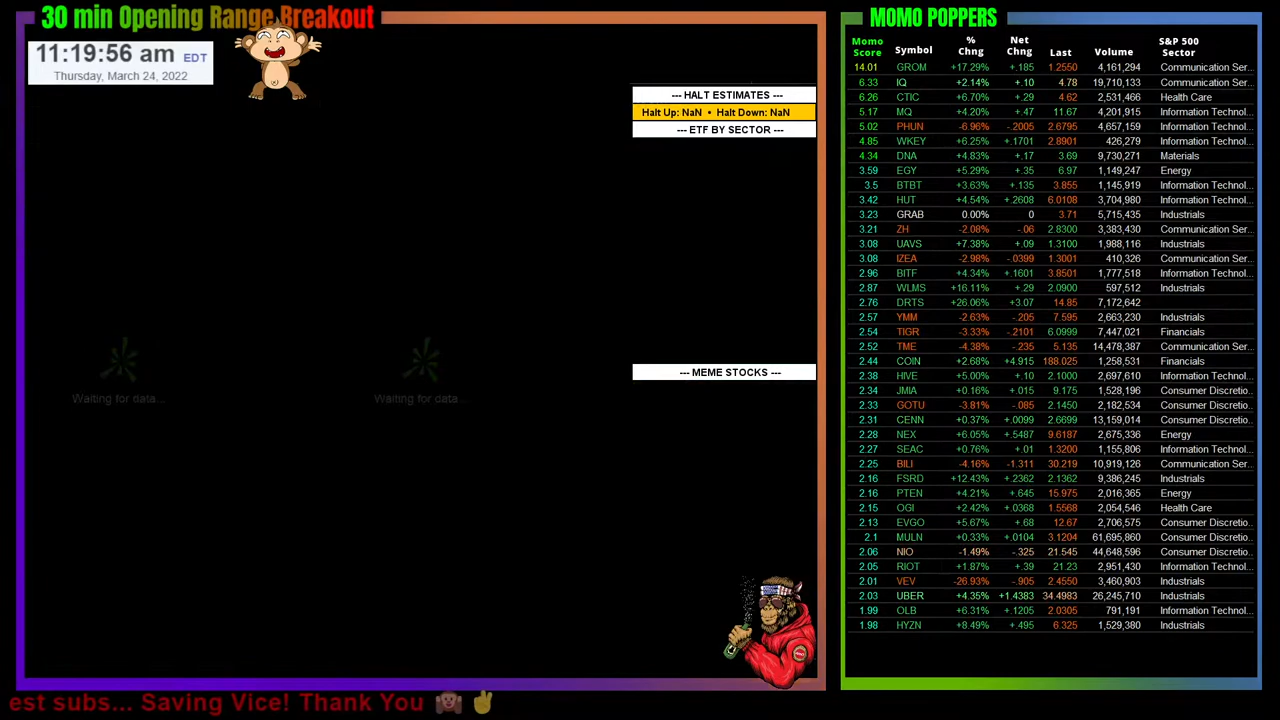 30 min Opening Range Breakout
11:19:56 am EDT
Thursday, March 24, 2022
--- HALT ESTIMATES ---
Halt Up: NaN • Halt Down: NaN
--- ETF BY SECTOR ---
Waiting for data... Waiting for data...
--- MEME STOCKS ---
est subs... Saving Vice! Thank You 🙉✌
MOMO POPPERS
Momo Score Symbol % Chng Net Chng Last Volume S&P 500 Sector
14.01 GROM +17.29% +.185 1.2550 4,161,294 Communication Ser...
6.33 IQ +2.14% +.10 4.78 19,710,133 Communication Ser...
6.26 CTIC +6.70% +.29 4.62 2,531,466 Health Care
5.17 MQ +4.20% +.47 11.67 4,201,915 Information Technol...
5.02 PHUN -6.96% -.2005 2.6795 4,657,159 Information Technol...
4.85 WKEY +6.25% +.1701 2.8901 426,279 Information Technol...
4.34 DNA +4.83% +.17 3.69 9,730,271 Materials
3.59 EGY +5.29% +.35 6.97 1,149,247 Energy
3.5 BTBT +3.63% +.135 3.855 1,145,919 Information Technol...
3.42 HUT +4.54% +.2608 6.0108 3,704,980 Information Technol...
3.23 GRAB 0.00% 0 3.71 5,715,435 Industrials
3.21 ZH -2.08% -.06 2.8300 3,383,430 Communication Ser...
3.08 UAVS +7.38% +.09 1.3100 1,988,116 Industrials
3.08 IZEA -2.98% -.0399 1.3001 410,326 Communication Ser...
2.96 BITF +4.34% +.1601 3.8501 1,777,518 Information Technol...
2.87 WLMS +16.11% +.29 2.0900 597,512 Industrials
2.76 DRTS +26.06% +3.07 14.85 7,172,642
2.57 YMM -2.63% -.205 7.595 2,663,230 Industrials
2.54 TIGR -3.33% -.2101 6.0999 7,447,021 Financials
2.52 TME -4.38% -.235 5.135 14,478,387 Communication Ser...
2.44 COIN +2.68% +4.915 188.025 1,258,531 Financials
2.38 HIVE +5.00% +.10 2.1000 2,697,610 Information Technol...
2.34 JMIA +0.16% +.015 9.175 1,528,196 Consumer Discretio...
2.33 GOTU -3.81% -.085 2.1450 2,182,534 Consumer Discretio...
2.31 CENN +0.37% +.0099 2.6699 13,159,014 Consumer Discretio...
2.28 NEX +6.05% +.5487 9.6187 2,675,336 Energy
2.27 SEAC +0.76% +.01 1.3200 1,155,806 Information Technol...
2.25 BILI -4.16% -1.311 30.219 10,919,126 Communication Ser...
2.16 FSRD +12.43% +.2362 2.1362 9,386,245 Industrials
2.16 PTEN +4.21% +.645 15.975 2,016,365 Energy
2.15 OGI +2.42% +.0368 1.5568 2,054,546 Health Care
2.13 EVGO +5.67% +.68 12.67 2,706,575 Consumer Discretio...
2.1 MULN +0.33% +.0104 3.1204 61,695,860 Consumer Discretio...
2.06 NIO -1.49% -.325 21.545 44,648,596 Consumer Discretio...
2.05 RIOT +1.87% +.39 21.23 2,951,430 Information Technol...
2.01 VEV -26.93% -.905 2.4550 3,460,903 Industrials
2.03 UBER +4.35% +1.4383 34.4983 26,245,710 Industrials
1.99 OLB +6.31% +.1205 2.0305 791,191 Information Technol...
1.98 HYZN +8.49% +.495 6.325 1,529,380 Industrials